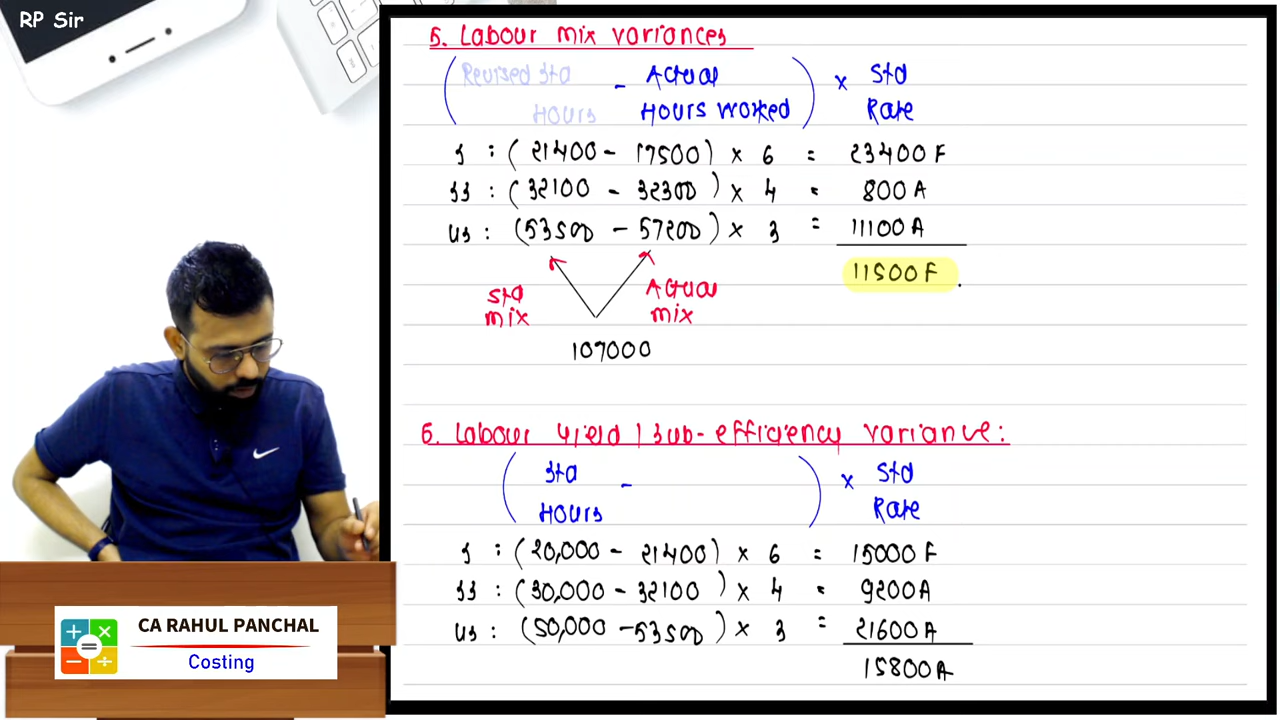 RP Sir
5. Labour mix variances
(Revised Std - Actual) × Std
Hours Hours worked Rate
S : (21400 - 17500) × 6 = 23400 F
SS : (32100 - 32300) × 4 = 800 A
US : (53500 - 57200) × 3 = 11100 A
11500 F
Std mix
Actual mix
107000
6. Labour Yield / Sub-efficiency variance:
(Std - ) × Std
Hours Rate
S : (20,000 - 21400) × 6 = 15000 F
SS : (30,000 - 32100) × 4 = 9200 A
US : (50,000 - 53500) × 3 = 21600 A
15800 A
CA RAHUL PANCHAL
Costing